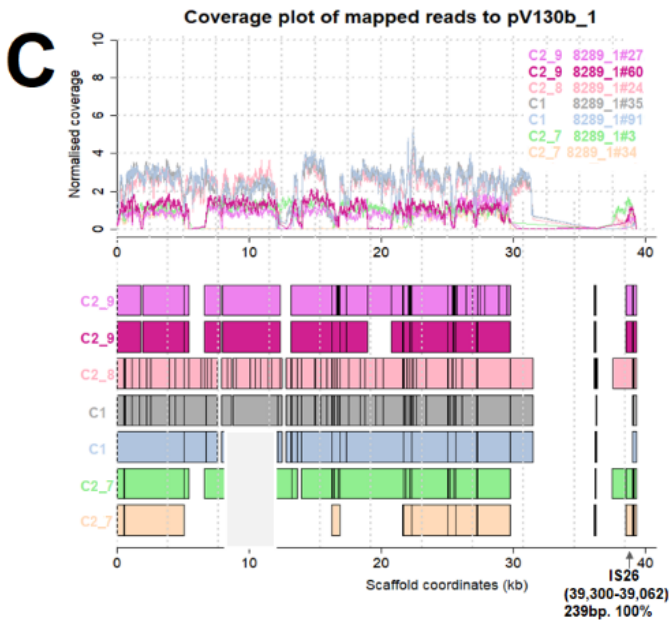 Coverage plot of mapped reads to pV130b_1
C
10
8
6
4
2
0
Normalised coverage
C2_9 8289_1#27
C2_9 8289_1#60
C2_8 8289_1#24
C1 8289_1#35
C1 8289_1#91
C2_7 8289_1#3
C2_7 8289_1#34
0 10 20 30 40
C2_9
C2_9
C2_8
C1
C1
C2_7
C2_7
0 10 20 30 40
Scaffold coordinates (kb)
IS26
(39,300-39,062)
239bp. 100%